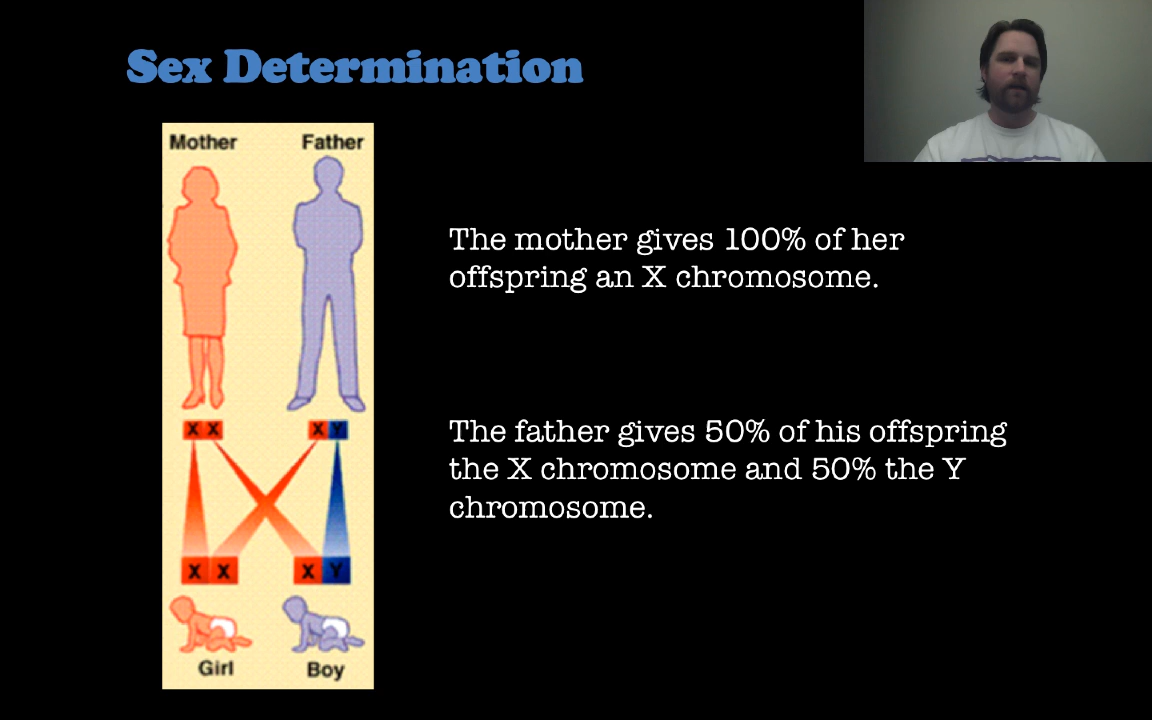 Sex Determination
Mother Father
X X X Y
X X X Y
Girl Boy
The mother gives 100% of her
offspring an X chromosome.
The father gives 50% of his offspring
the X chromosome and 50% the Y
chromosome.